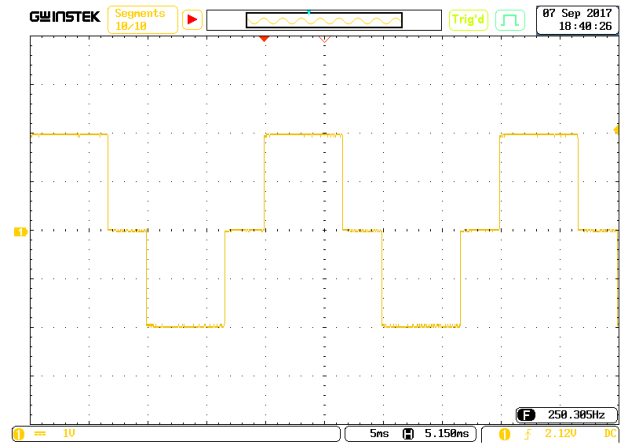 GWINSTEK
Segments
10/10
Trig'd
07 Sep 2017
18:40:26
1
F 250.305Hz
1 1V
5ms H 5.150ms
1 2.12V DC